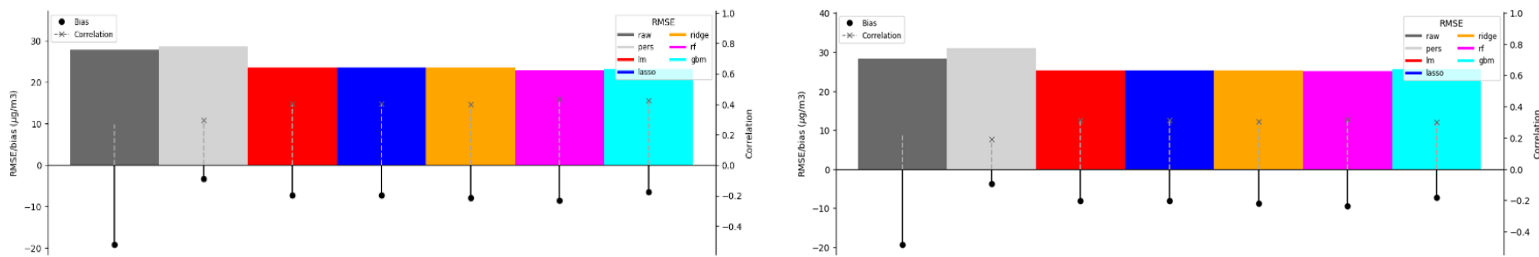 Bias
Correlation
RMSE
raw
pers
lm
lasso
ridge
rf
gbm
30
20
10
0
−10
−20
RMSE/bias (µg/m3)
1.0
0.8
0.6
0.4
0.2
0.0
−0.2
−0.4
Correlation
Bias
Correlation
RMSE
raw
pers
lm
lasso
ridge
rf
gbm
40
30
20
10
0
−10
−20
RMSE/bias (µg/m3)
1.0
0.8
0.6
0.4
0.2
0.0
−0.2
−0.4
Correlation